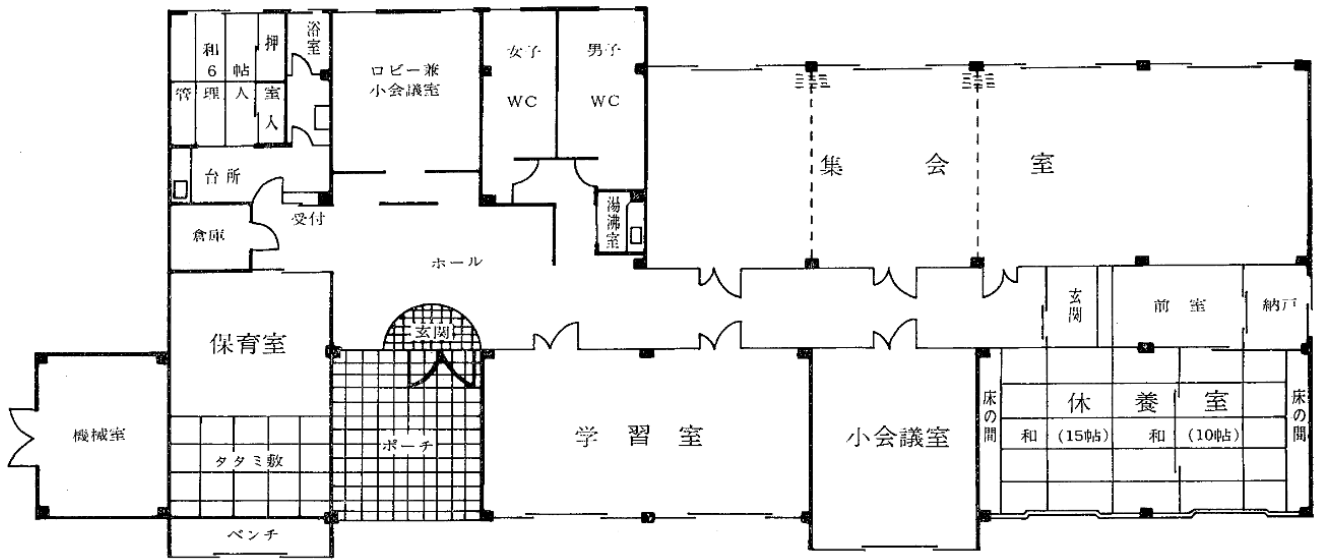 和 押
6 帖
管 理 人 室 入
浴室
ロビー兼
小会議室
女子
WC
男子
WC
集 会 室
台所
受付
倉庫
湯沸室
ホール
玄関
保育室
機械室
タタミ敷
ベンチ
ポーチ
学 習 室
小会議室
玄関
前 室
納戸
床の間
休 養 室
和 (15帖) 和 (10帖)
床の間